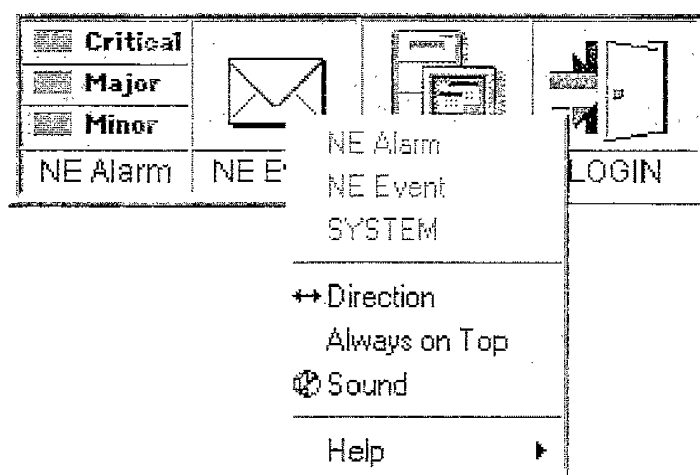 Critical
Major
Minor
NE Alarm
NE E
LOGIN
NE Alarm
NE Event
SYSTEM
Direction
Always on Top
Sound
Help